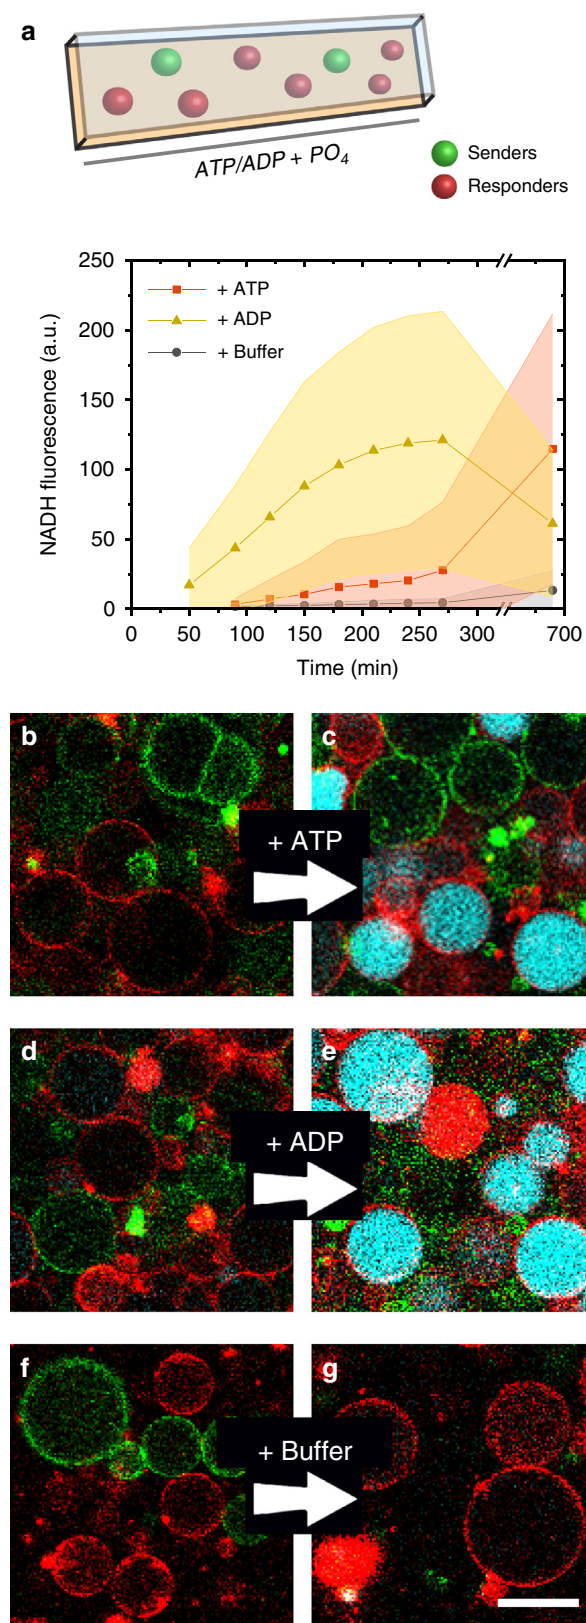 a
ATP/ADP + PO4
Senders
Responders
250
200
150
100
50
0
NADH fluorescence (a.u.)
+ ATP
+ ADP
+ Buffer
0 50 100 150 200 250 300 700
Time (min)
b
c
+ ATP
d
e
+ ADP
f
g
+ Buffer